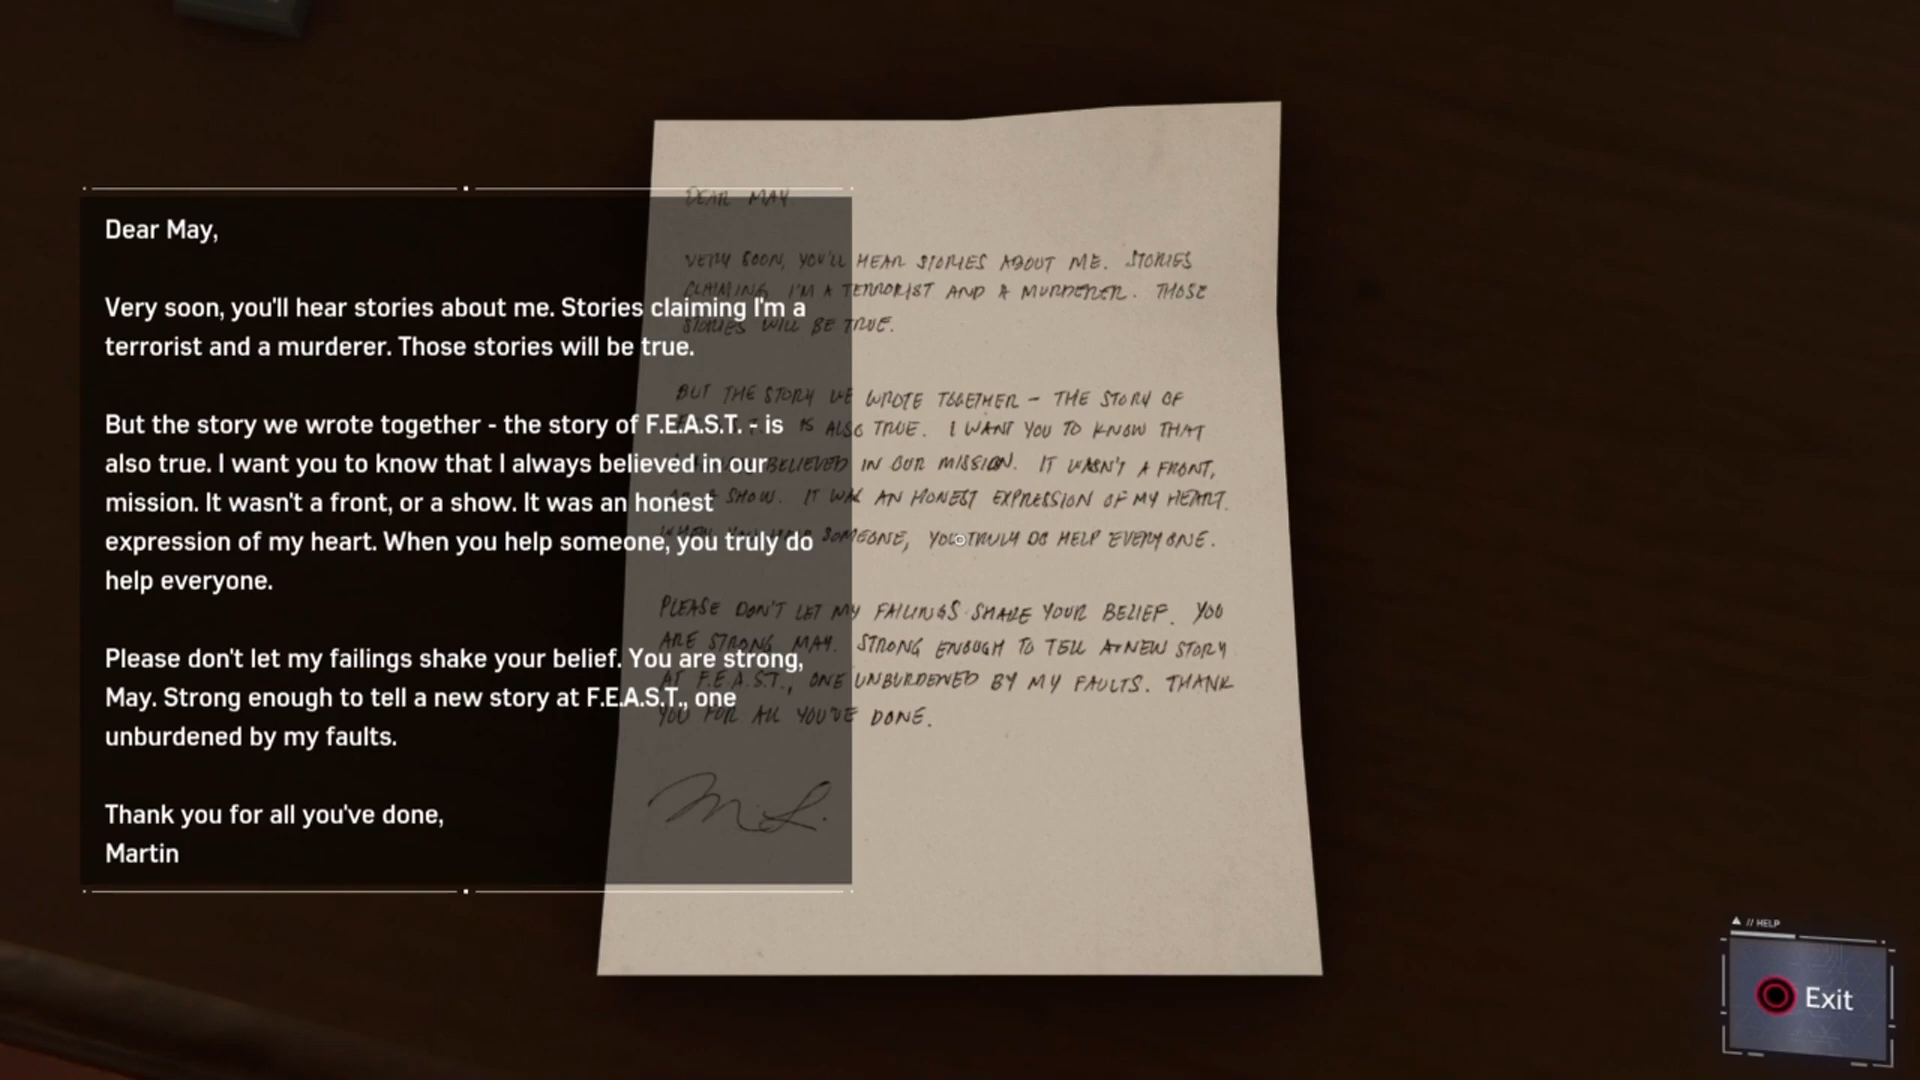 Dear May,
Very soon, you'll hear stories about me. Stories claiming I'm a
terrorist and a murderer. Those stories will be true.
But the story we wrote together - the story of F.E.A.S.T. - is
also true. I want you to know that I always believed in our
mission. It wasn't a front, or a show. It was an honest
expression of my heart. When you help someone, you truly do
help everyone.
Please don't let my failings shake your belief. You are strong,
May. Strong enough to tell a new story at F.E.A.S.T., one
unburdened by my faults.
Thank you for all you've done,
Martin
DEAR MAY
VERY SOON, YOU'LL HEAR STORIES ABOUT ME. STORIES
CLAIMING I'M A TERRORIST AND A MURDERER. THOSE
STORIES WILL BE TRUE.
BUT THE STORY WE WROTE TOGETHER - THE STORY OF
IS ALSO TRUE. I WANT YOU TO KNOW THAT
BELIEVED IN OUR MISSION. IT WASN'T A FRONT,
A SHOW. IT WAS AN HONEST EXPRESSION OF MY HEART.
WHEN YOU SOMEONE, YOU TRULY DO HELP EVERYONE.
PLEASE DON'T LET MY FAILINGS SHAKE YOUR BELIEF. YOU
ARE STRONG MAY. STRONG ENOUGH TO TELL A NEW STORY
AT F.E.A.S.T., ONE UNBURDENED BY MY FAULTS. THANK
YOU FOR ALL YOU'VE DONE.
M.L.
// HELP
Exit